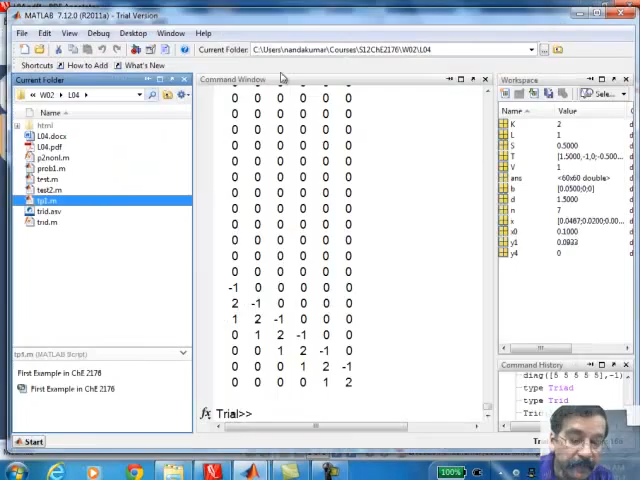 MATLAB 7.12.0 (R2011a) - Trial Version
File Edit View Debug Desktop Window Help
Current Folder: C:\Users\nandakumar\Courses\S12ChE2176\W02\L04
Shortcuts How to Add What's New
Current Folder
Command Window
Workspace
W02 L04
Sele...
Name
Name Value
html
L04.docx
L04.pdf
p2nonl.m
prob1.m
test.m
test2.m
tp1.m
trid.asv
trid.m
K 2
L 1
S 0.5000
T [1.5000,-1,0;-0.500...
V 1
ans <60x60 double>
b [0.0500;0;0]
d 1.5000
n 7
x [0.0467;0.0200;0.00...
x0 0.1000
y1 0.0933
y4 0
0 0 0 0 0 0
0 0 0 0 0 0
0 0 0 0 0 0
0 0 0 0 0 0
0 0 0 0 0 0
0 0 0 0 0 0
0 0 0 0 0 0
0 0 0 0 0 0
0 0 0 0 0 0
0 0 0 0 0 0
0 0 0 0 0 0
0 0 0 0 0 0
-1 0 0 0 0 0
2 -1 0 0 0 0
1 2 -1 0 0 0
0 1 2 -1 0 0
0 0 1 2 -1 0
0 0 0 1 2 -1
0 0 0 0 1 2
fx Trial>>
tp1.m (MATLAB Script)
First Example in ChE 2176
First Example in ChE 2176
Command History
diag([5 5 5 5 5],-1)
type Triad
type Trid
Start
100%